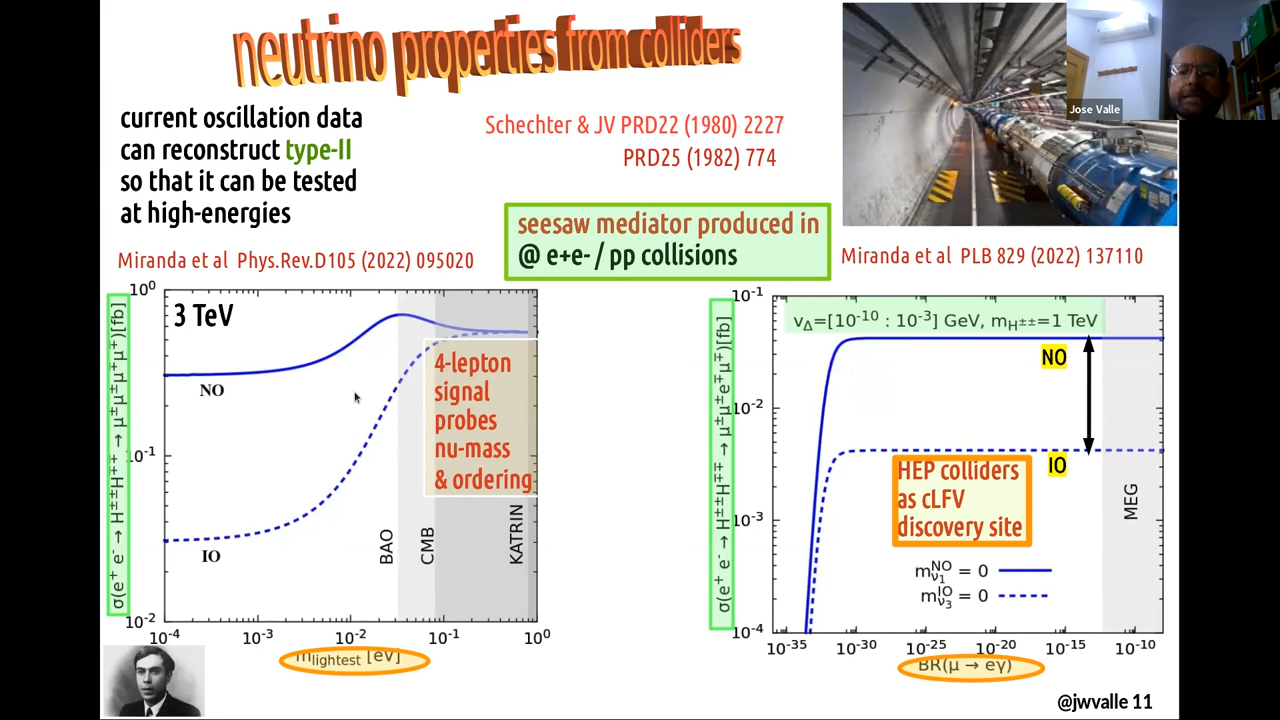 neutrino properties from colliders
Jose Valle
current oscillation data
can reconstruct type-II
so that it can be tested
at high-energies
Schechter & JV PRD22 (1980) 2227
PRD25 (1982) 774
seesaw mediator produced in
@ e+e- / pp collisions
Miranda et al Phys.Rev.D105 (2022) 095020
Miranda et al PLB 829 (2022) 137110
3 TeV
NO
IO
4-lepton
signal
probes
nu-mass
& ordering
BAO
CMB
KATRIN
σ(e⁺ e⁻ → H±±H∓∓ → μ±μ±μ∓μ∓)[fb]
10⁰
10⁻¹
10⁻²
10⁻⁴ 10⁻³ 10⁻² 10⁻¹ 10⁰
mlightest [eV]
σ(e⁺ e⁻ → H±±H∓∓ → μ±μ±e∓μ∓)[fb]
10⁻¹
10⁻²
10⁻³
10⁻⁴
v_Δ=[10⁻¹⁰ : 10⁻³] GeV, m_H±±=1 TeV
NO
IO
HEP colliders
as cLFV
discovery site
MEG
m_ν₁^NO = 0
m_ν₃^IO = 0
10⁻³⁵ 10⁻³⁰ 10⁻²⁵ 10⁻²⁰ 10⁻¹⁵ 10⁻¹⁰
BR(μ → eγ)
@jwvalle 11